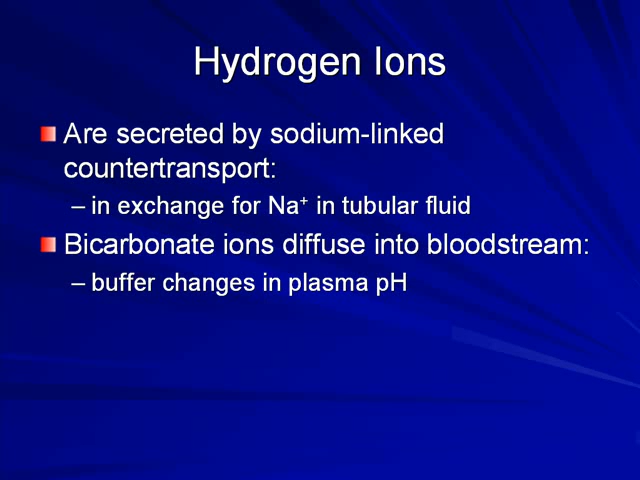 Hydrogen Ions
Are secreted by sodium-linked
countertransport:
– in exchange for Na⁺ in tubular fluid
Bicarbonate ions diffuse into bloodstream:
– buffer changes in plasma pH